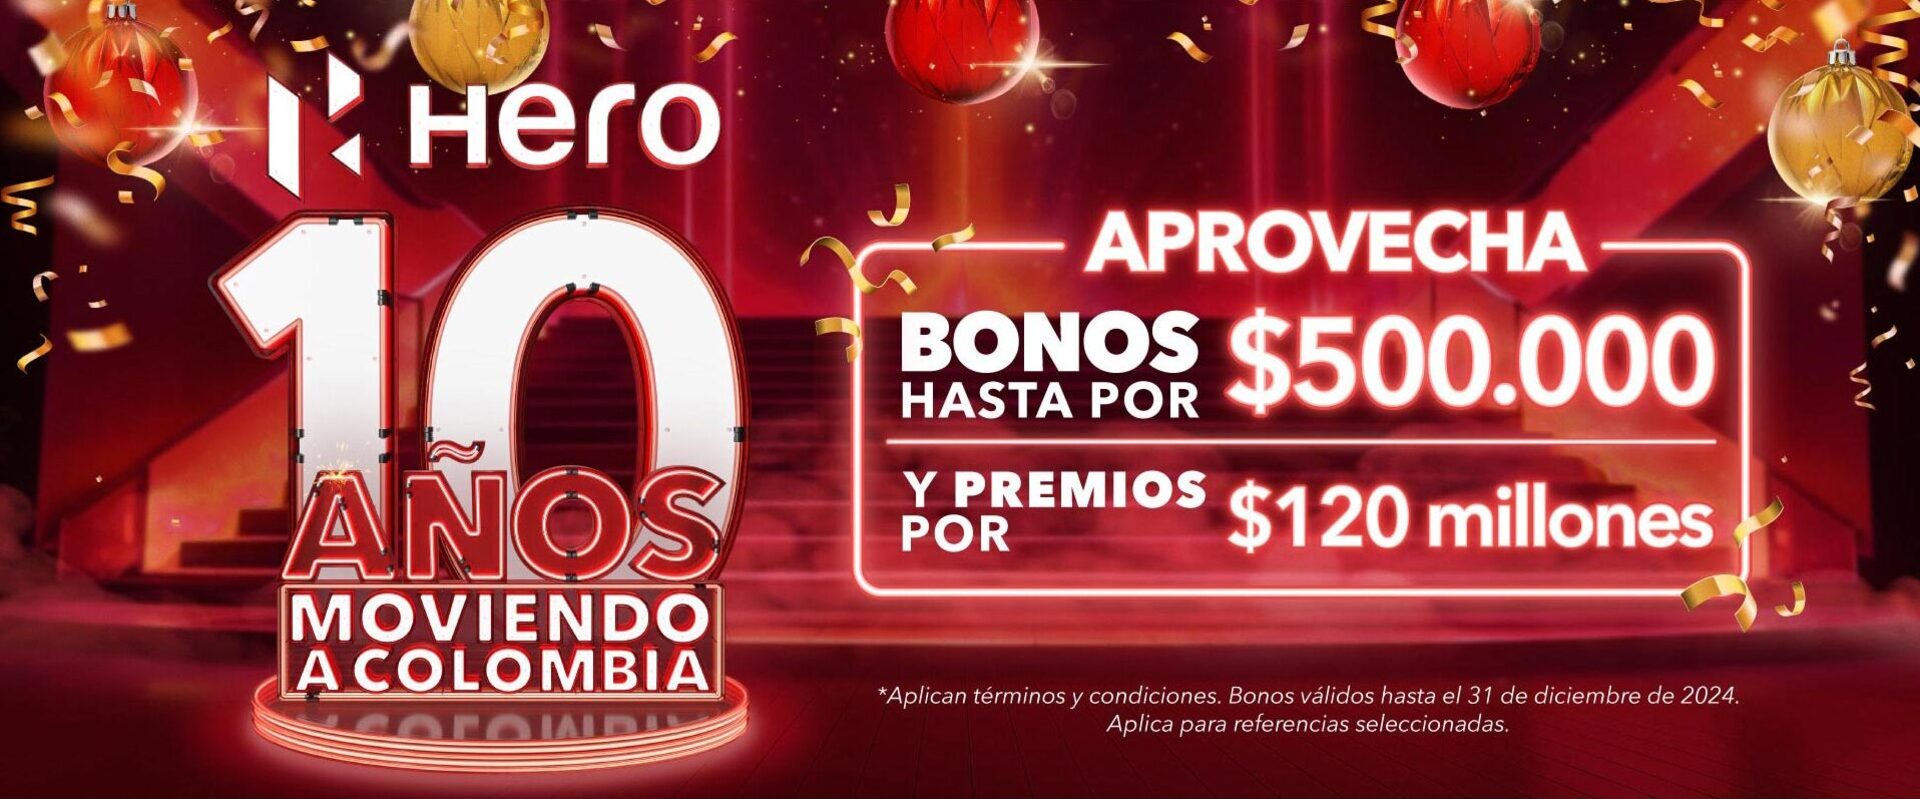 Hero
10
AÑOS
MOVIENDO
A COLOMBIA
APROVECHA
BONOS
HASTA POR
$500.000
Y PREMIOS
POR
$120 millones
*Aplican términos y condiciones. Bonos válidos hasta el 31 de diciembre de 2024.
Aplica para referencias seleccionadas.